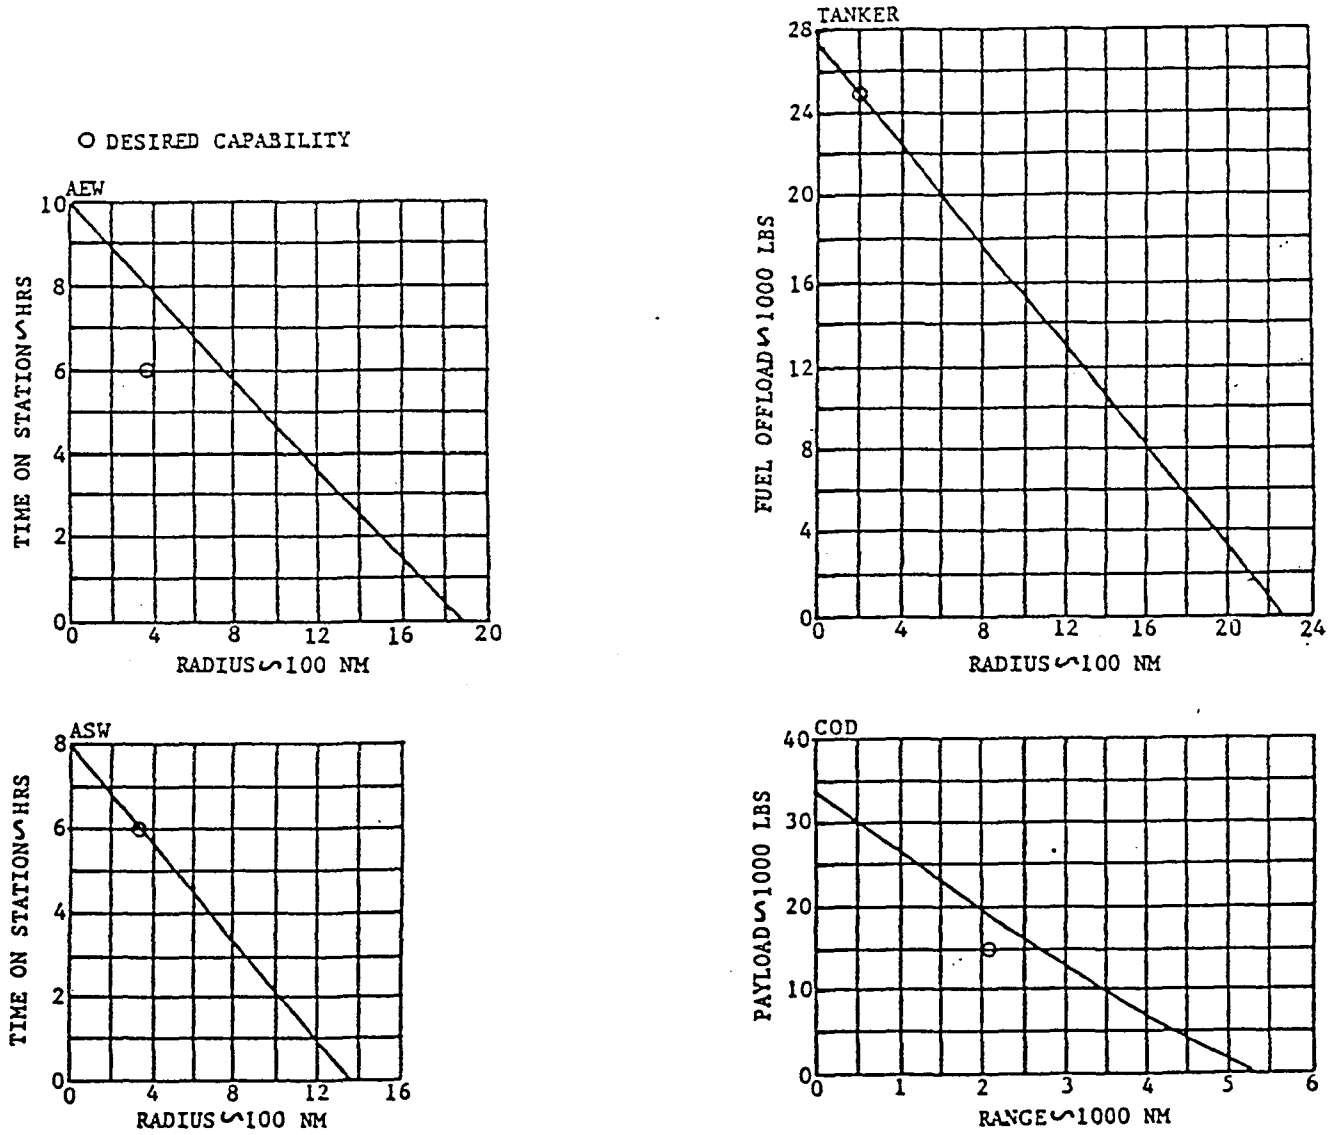 O DESIRED CAPABILITY
AEW
10
8
6
4
2
0
TIME ON STATION~HRS
0 4 8 12 16 20
RADIUS~100 NM
TANKER
28
24
20
16
12
8
4
0
FUEL OFFLOAD~1000 LBS
0 4 8 12 16 20 24
RADIUS~100 NM
ASW
8
6
4
2
0
TIME ON STATION~HRS
0 4 8 12 16
RADIUS~100 NM
COD
40
30
20
10
0
PAYLOAD~1000 LBS
0 1 2 3 4 5 6
RANGE~1000 NM